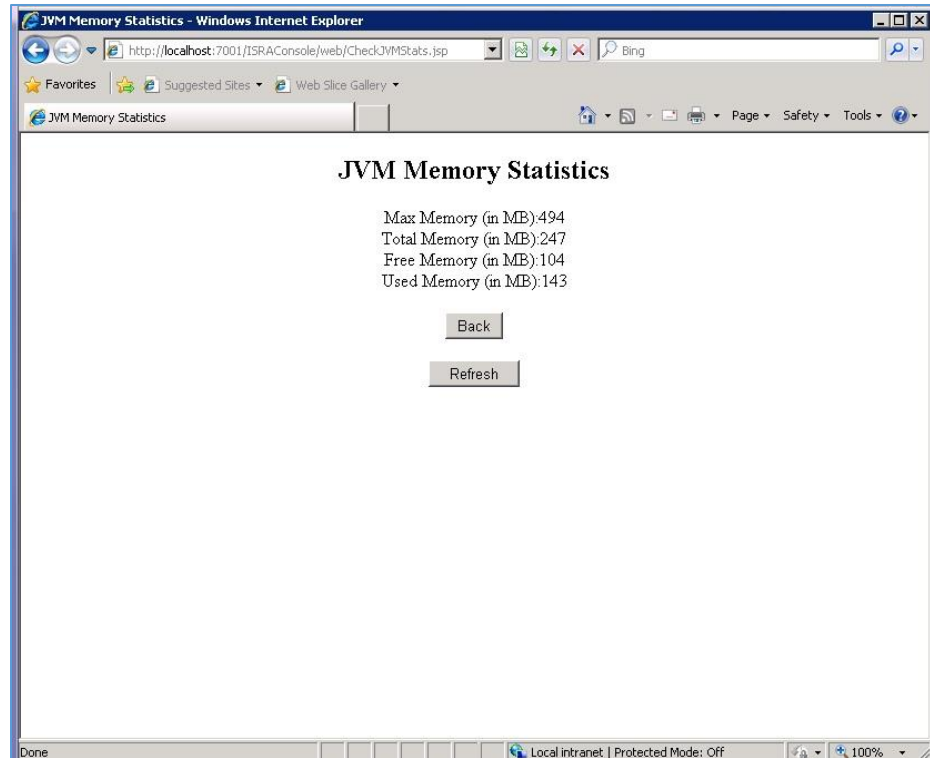 JVM Memory Statistics - Windows Internet Explorer
http://localhost:7001/ISRAConsole/web/CheckJVMStats.jsp
Bing
Favorites
Suggested Sites
Web Slice Gallery
JVM Memory Statistics
Page
Safety
Tools
JVM Memory Statistics
Max Memory (in MB):494
Total Memory (in MB):247
Free Memory (in MB):104
Used Memory (in MB):143
Back
Refresh
Done
Local intranet | Protected Mode: Off
100%